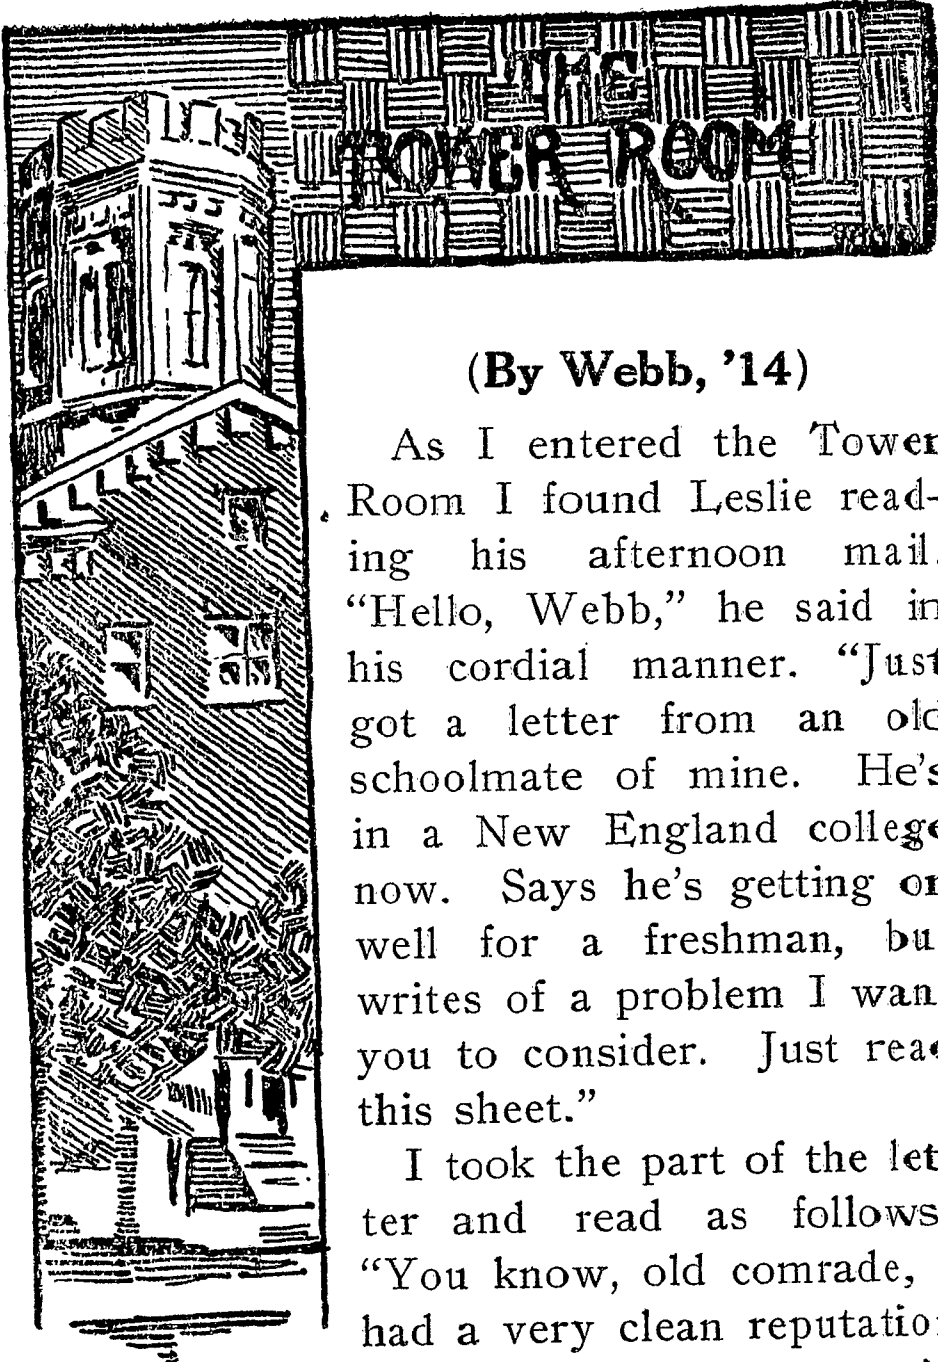 THE
TOWER ROOM
(By Webb, '14)
As I entered the Tower
Room I found Leslie read-
ing his afternoon mail.
“Hello, Webb,” he said in
his cordial manner. “Just
got a letter from an old
schoolmate of mine. He's
in a New England college
now. Says he's getting on
well for a freshman, bu
writes of a problem I wan
you to consider. Just read
this sheet.”
I took the part of the let
ter and read as follows
“You know, old comrade,
had a very clean reputation